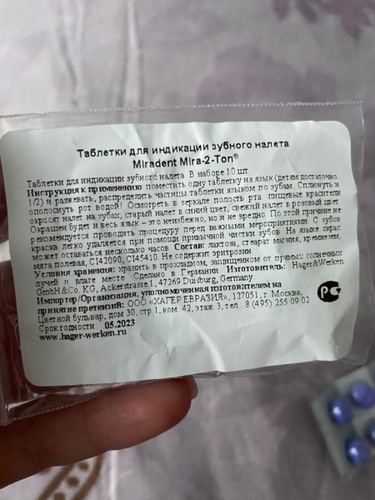 Таблетки для индикации зубного налета
Miradent Mira-2-Ton®
Таблетки для индикации зубного налета. В наборе 10 шт.
Инструкция к применению: поместить одну таблетку на язык (детям достаточно
1/2) и разжевать, распределить частицы таблетки языком по зубам. Сплюнуть и
ополоснуть рот водой! Осмотреть в зеркале полость рта: пищевые красители
окрасят налет на зубах, старый налет в синий цвет, свежий налет в розовый цвет.
Окрашен будет и весь язык – это неизбежно, но и не вредно. По этой причине не
рекомендуется проводить процедуру перед важными мероприятиями. С зубов
краска легко удаляется при помощи привычной чистки зубов. На языке окрас
может оставаться несколько часов. Состав: лактоза, стеарат магния, кремнезем,
мята полевая, C142090, C145410. Не содержит эритрозин.
Условия хранения: хранить в прохладном, защищенном от прямых солнечных
лучей и влаге месте. Сделано в Германии. Изготовитель: Hager&Werken
GmbH&Co. KG, Ackerstrasse 1, 47269 Duisburg, Germany
Импортер/Организация, уполномоченная изготовителем на
принятие претензий: ООО «ХАГЕР ЕВРАЗИЯ», 127051, г. Москва,
Цветной бульвар, дом 30, стр.1, ком. 42, этаж 3, тел. 8 (495) 255 09 02
Срок годности: 05.2023
www.hager-werken.ru